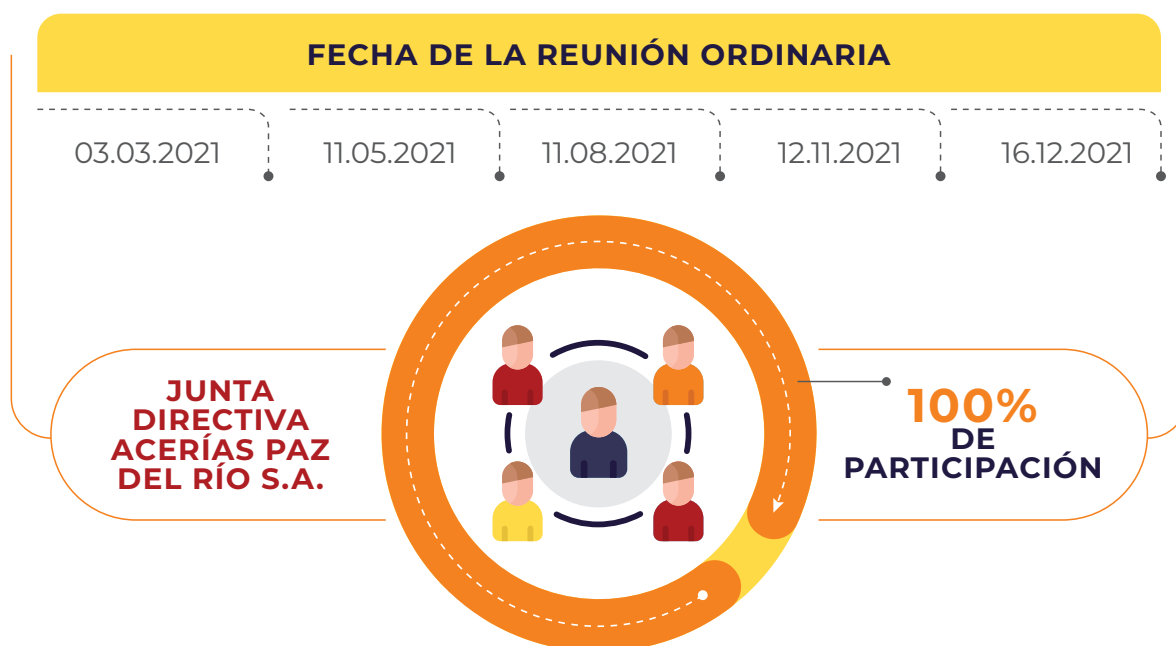 FECHA DE LA REUNIÓN ORDINARIA
03.03.2021 11.05.2021 11.08.2021 12.11.2021 16.12.2021
JUNTA
DIRECTIVA
ACERÍAS PAZ
DEL RÍO S.A.
100%
DE
PARTICIPACIÓN